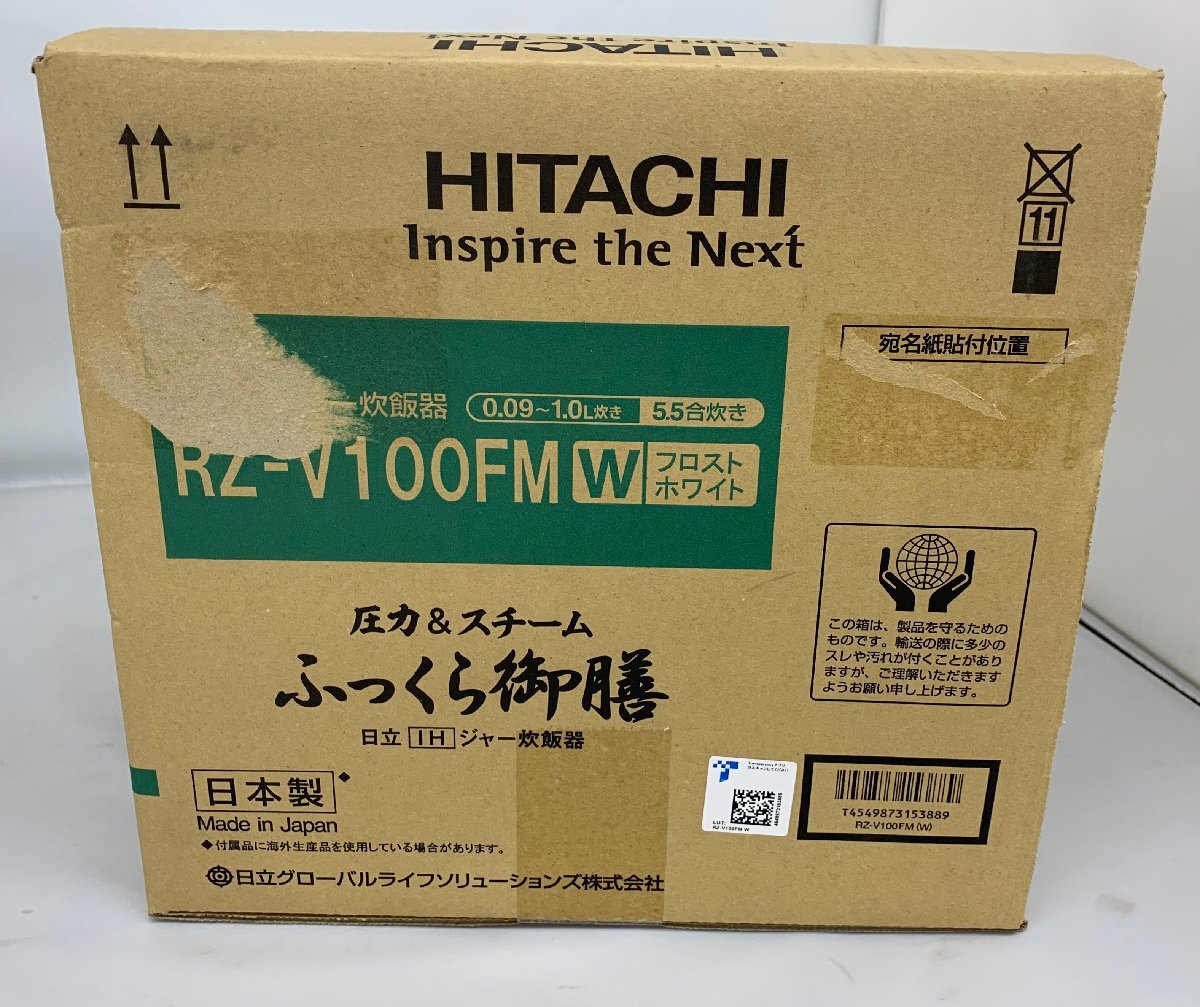 HITACHI
Inspire the Next
HITACHI
Inspire the Next
11
宛名紙貼付位置
ー炊飯器 0.09~1.0L炊き 5.5合炊き
RZ-V100FM W フロスト
ホワイト
圧力&スチーム
ふっくら御膳
日立 IH ジャー炊飯器
この箱は、製品を守るための
ものです。輸送の際に多少の
スレや汚れが付くことがあり
ますが、ご理解いただきます
ようお願い申し上げます。
日本製◆
Made in Japan
◆付属品に海外生産品を使用している場合があります。
日立グローバルライフソリューションズ株式会社
LOT:
RZ-V100FM W
4549873153889
T4549873153889
RZ-V100FM (W)